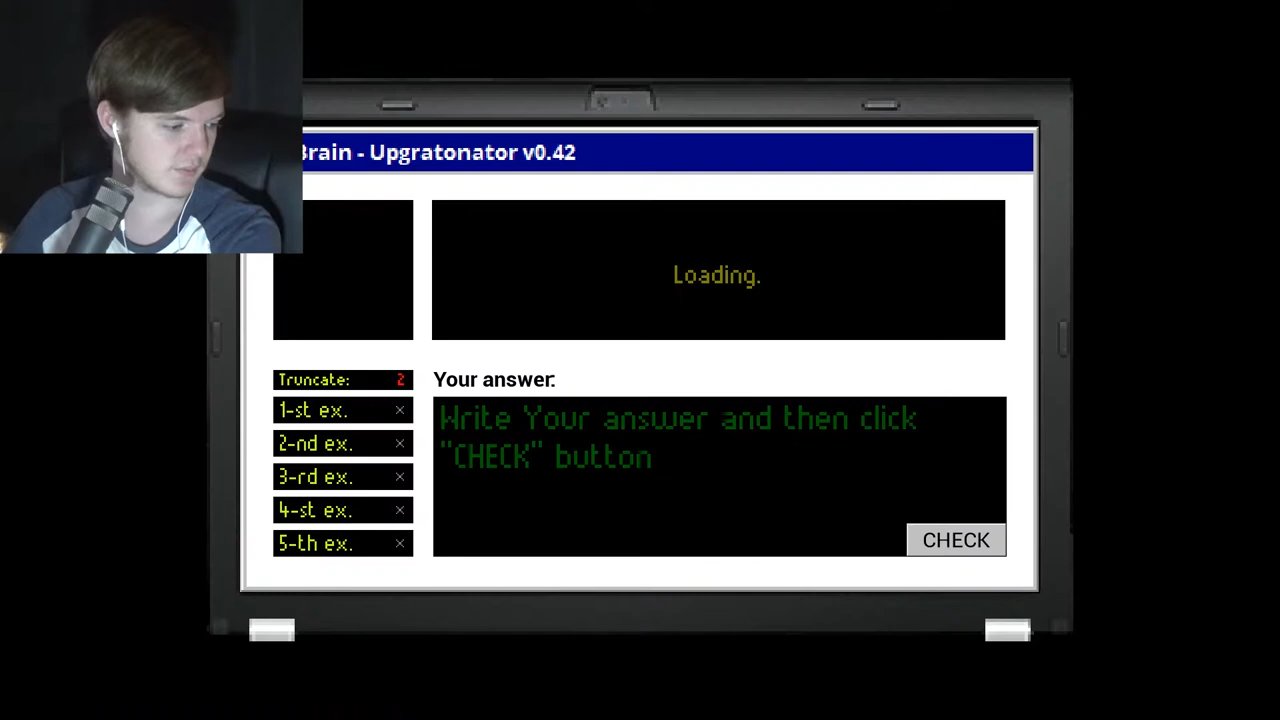 Brain - Upgratonator v0.42
Loading.
Truncate: 2
Your answer:
1-st ex. ×
2-nd ex. ×
3-rd ex. ×
4-st ex. ×
5-th ex. ×
Write Your answer and then click
"CHECK" button
CHECK